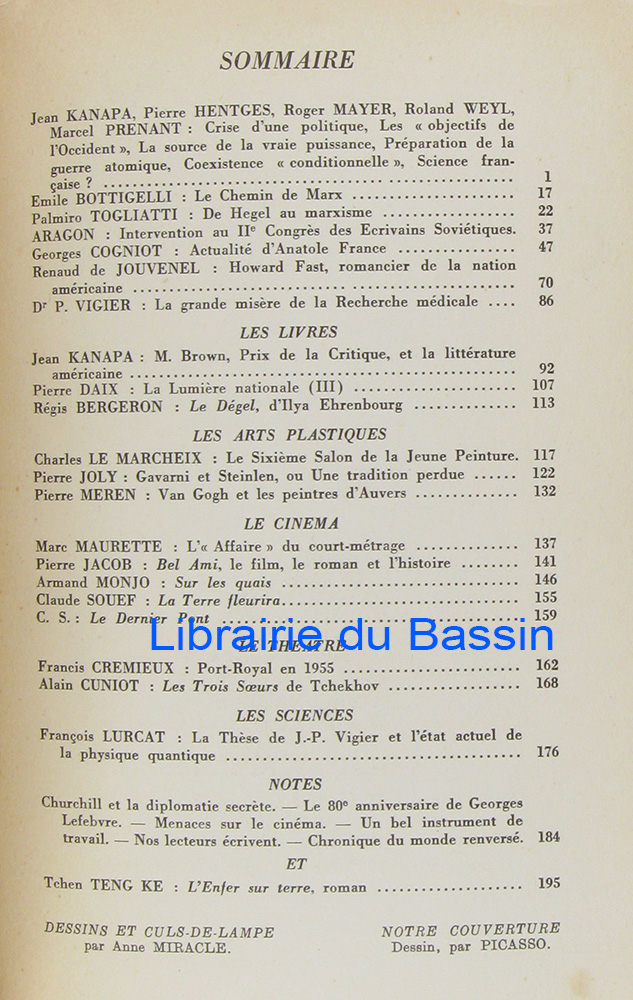 SOMMAIRE
Jean KANAPA, Pierre HENTGES, Roger MAYER, Roland WEYL,
Marcel PRENANT : Crise d'une politique, Les « objectifs de
l'Occident », La source de la vraie puissance, Préparation de la
guerre atomique, Coexistence « conditionnelle », Science fran-
çaise ? .................................................... 1
Emile BOTTIGELLI : Le Chemin de Marx .................... 17
Palmiro TOGLIATTI : De Hegel au marxisme ................ 22
ARAGON : Intervention au IIe Congrès des Ecrivains Soviétiques. 37
Georges COGNIOT : Actualité d'Anatole France .............. 47
Renaud de JOUVENEL : Howard Fast, romancier de la nation
américaine ................................................ 70
Dr P. VIGIER : La grande misère de la Recherche médicale .... 86
LES LIVRES
Jean KANAPA : M. Brown, Prix de la Critique, et la littérature
américaine ................................................ 92
Pierre DAIX : La Lumière nationale (III) .................... 107
Régis BERGERON : Le Dégel, d'Ilya Ehrenbourg ............. 113
LES ARTS PLASTIQUES
Charles LE MARCHEIX : Le Sixième Salon de la Jeune Peinture. 117
Pierre JOLY : Gavarni et Steinlen, ou Une tradition perdue ...... 122
Pierre MEREN : Van Gogh et les peintres d'Auvers ............. 132
LE CINEMA
Marc MAURETTE : L'« Affaire » du court-métrage ............. 137
Pierre JACOB : Bel Ami, le film, le roman et l'histoire ........ 141
Armand MONJO : Sur les quais .............................. 146
Claude SOUEF : La Terre fleurira.............................. 155
C. S. : Le Dernier Pont ...................................... 159
Librairie du Bassin
LE THEATRE
Francis CREMIEUX : Port-Royal en 1955 ..................... 162
Alain CUNIOT : Les Trois Sœurs de Tchekhov ................ 168
LES SCIENCES
François LURCAT : La Thèse de J.-P. Vigier et l'état actuel de
la physique quantique ....................................... 176
NOTES
Churchill et la diplomatie secrète. — Le 80e anniversaire de Georges
Lefebvre. — Menaces sur le cinéma. — Un bel instrument de
travail. — Nos lecteurs écrivent. — Chronique du monde renversé. 184
ET
Tchen TENG KE : L'Enfer sur terre, roman .................... 195
DESSINS ET CULS-DE-LAMPE
par Anne MIRACLE.
NOTRE COUVERTURE
Dessin, par PICASSO.